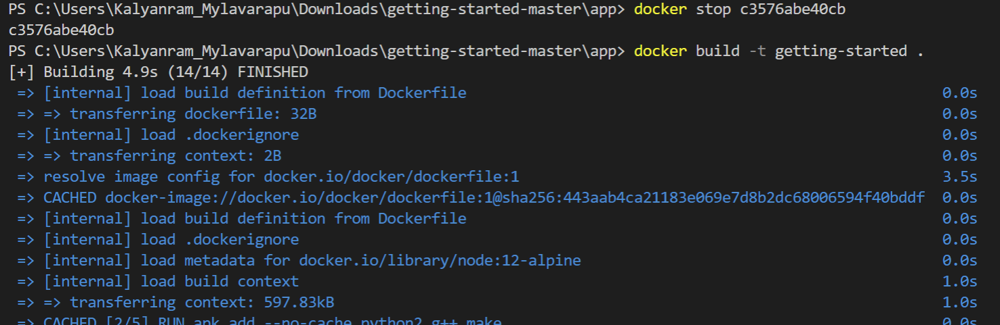 PS C:\Users\Kalyanram_Mylavarapu\Downloads\getting-started-master\app> docker stop c3576abe40cb
c3576abe40cb
PS C:\Users\Kalyanram_Mylavarapu\Downloads\getting-started-master\app> docker build -t getting-started .
[+] Building 4.9s (14/14) FINISHED
=> [internal] load build definition from Dockerfile 0.0s
=> => transferring dockerfile: 32B 0.0s
=> [internal] load .dockerignore 0.0s
=> => transferring context: 2B 0.0s
=> resolve image config for docker.io/docker/dockerfile:1 3.5s
=> CACHED docker-image://docker.io/docker/dockerfile:1@sha256:443aab4ca21183e069e7d8b2dc68006594f40bddf 0.0s
=> [internal] load build definition from Dockerfile 0.0s
=> [internal] load .dockerignore 0.0s
=> [internal] load metadata for docker.io/library/node:12-alpine 0.0s
=> [internal] load build context 1.0s
=> => transferring context: 597.83kB 1.0s
=> CACHED [2/5] RUN apk add --no-cache python2 g++ make 0.0s